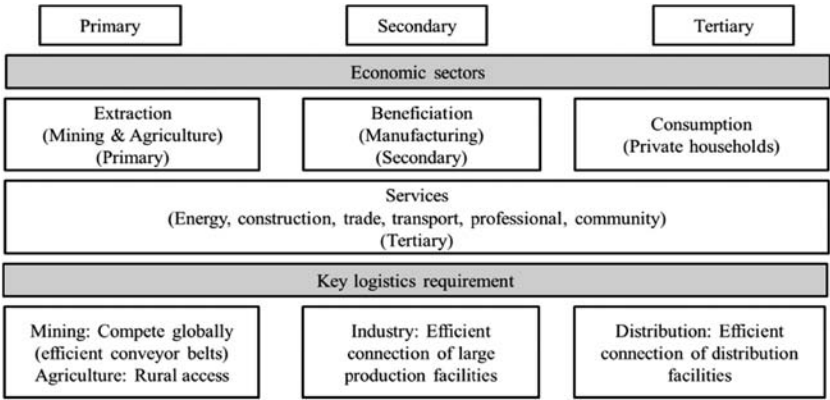 Primary
Secondary
Tertiary
Economic sectors
Extraction
(Mining & Agriculture)
(Primary)
Beneficiation
(Manufacturing)
(Secondary)
Consumption
(Private households)
Services
(Energy, construction, trade, transport, professional, community)
(Tertiary)
Key logistics requirement
Mining: Compete globally
(efficient conveyor belts)
Agriculture: Rural access
Industry: Efficient
connection of large
production facilities
Distribution: Efficient
connection of distribution
facilities